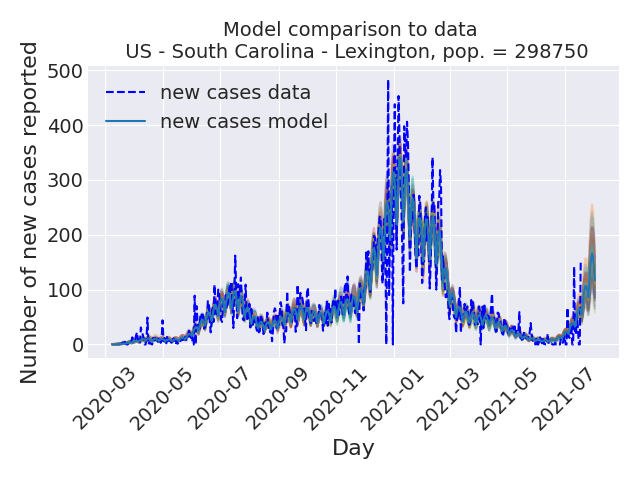 Model comparison to data
US - South Carolina - Lexington, pop. = 298750
Number of new cases reported
500
400
300
200
100
0
new cases data
new cases model
2020-03
2020-05
2020-07
2020-09
2020-11
2021-01
2021-03
2021-05
2021-07
Day